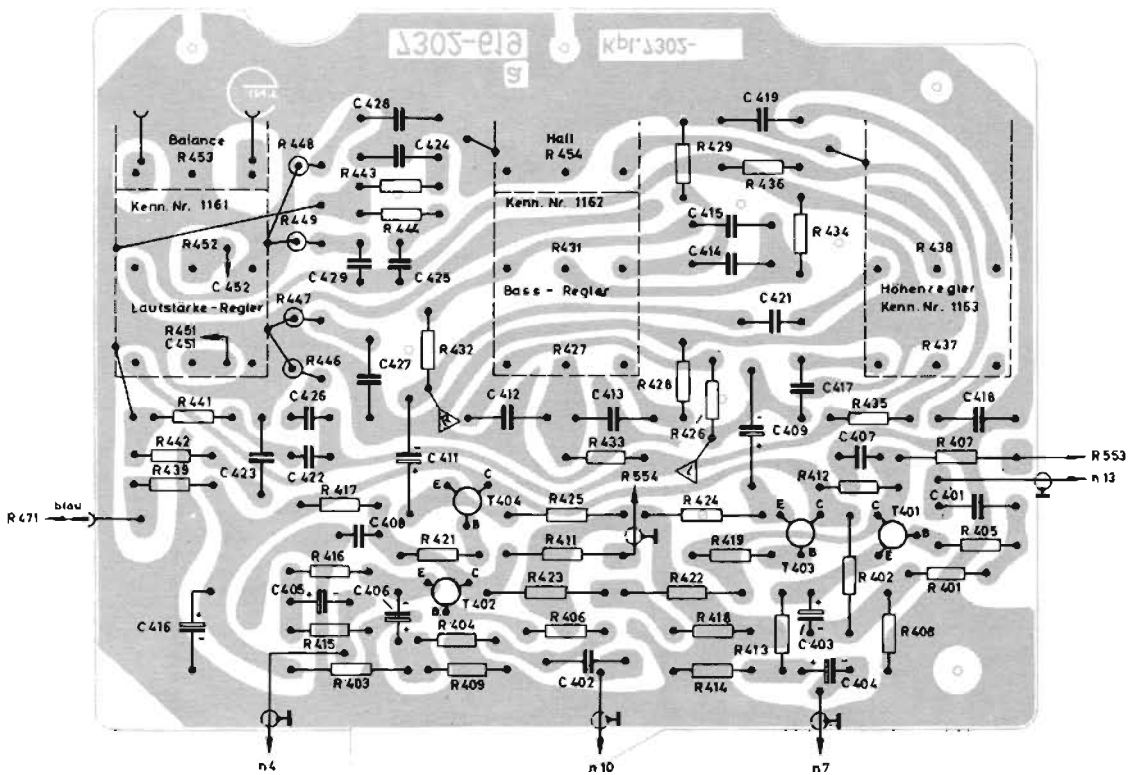 7302-619
Kpl.7302-
a
C 428
C 419
Balance
R 453
R 448
C 424
Hall
R 454
R 429
R 443
R 436
Kenn. Nr. 1161
Kenn. Nr. 1162
R 449
R 444
C 415
R 434
R 452
R 431
C 414
R 438
C 452
C 429
C 425
Lautstärke-Regler
Bass - Regler
Höhenregler
Kenn. Nr. 1163
R 447
C 421
R 451
C 451
R 432
R 446
C 427
R 427
R 428
C 417
R 437
R 441
C 426
C 412
C 413
R 426
C 409
R 435
C 418
R 442
C 407
R 407
R 439
C 423
C 422
C 411
R 433
R 553
R 554
R 412
n 13
R 417
E
C
T 404
B
R 425
R 424
E
C
C 401
T 401
C
B
E
blau
R 471
C 408
R 421
R 411
R 419
B
T 403
R 405
R 416
E
C
R 423
R 422
R 402
R 401
C 405
C 406
B
T 402
C 416
R 415
R 404
R 406
R 418
R 413
C 403
R 408
R 403
R 409
C 402
R 414
C 404
n 4
n 10
n 7